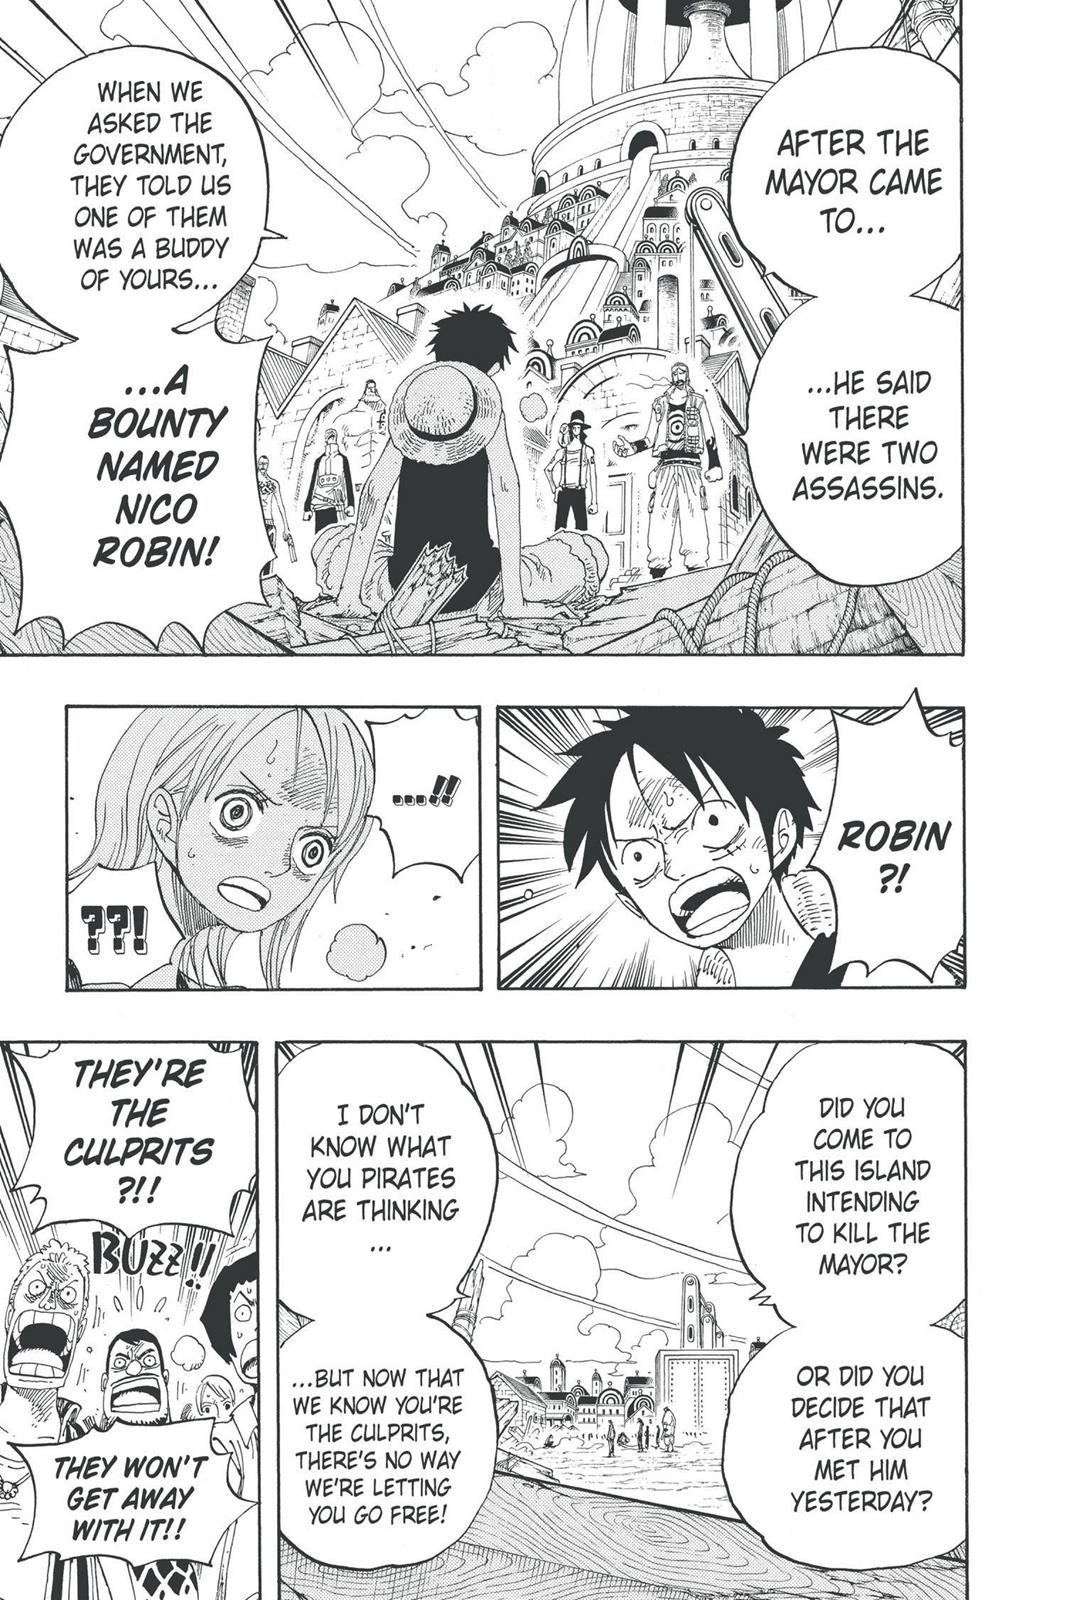 AFTER THE
MAYOR CAME
TO...
...HE SAID
THERE
WERE TWO
ASSASSINS.
WHEN WE
ASKED THE
GOVERNMENT,
THEY TOLD US
ONE OF THEM
WAS A BUDDY
OF YOURS...
...A
BOUNTY
NAMED
NICO
ROBIN!
ROBIN
?!
...!!
??!
DID YOU
COME TO
THIS ISLAND
INTENDING
TO KILL THE
MAYOR?
OR DID YOU
DECIDE THAT
AFTER YOU
MET HIM
YESTERDAY?
I DON'T
KNOW WHAT
YOU PIRATES
ARE THINKING
...
...BUT NOW THAT
WE KNOW YOU'RE
THE CULPRITS,
THERE'S NO WAY
WE'RE LETTING
YOU GO FREE!
THEY'RE
THE
CULPRITS
?!!
BUZZ!!
THEY WON'T
GET AWAY
WITH IT!!